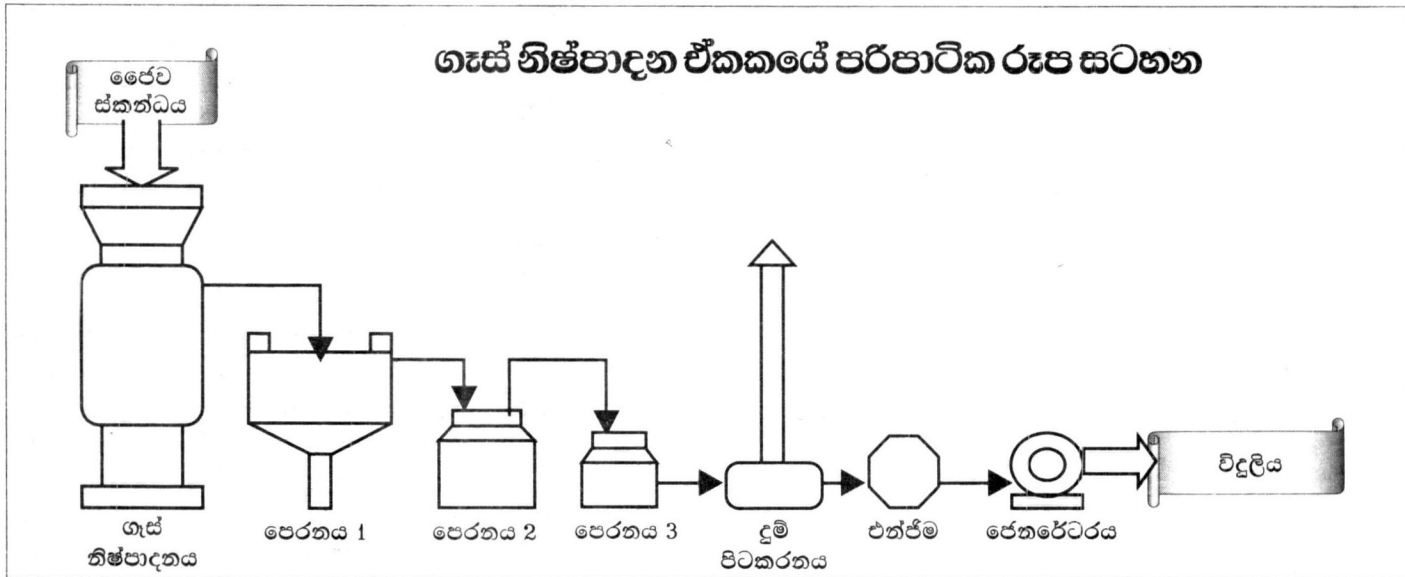 ගෑස් නිෂ්පාදන ඒකකයේ පරිපාටික රූප සටහන
ජෛව
ස්කන්ධය
විදුලිය
ගෑස්
නිෂ්පාදනය
පෙරනය 1
පෙරනය 2
පෙරනය 3
දුම්
පිටකරනය
එන්ජිම
ජෙනරේටරය